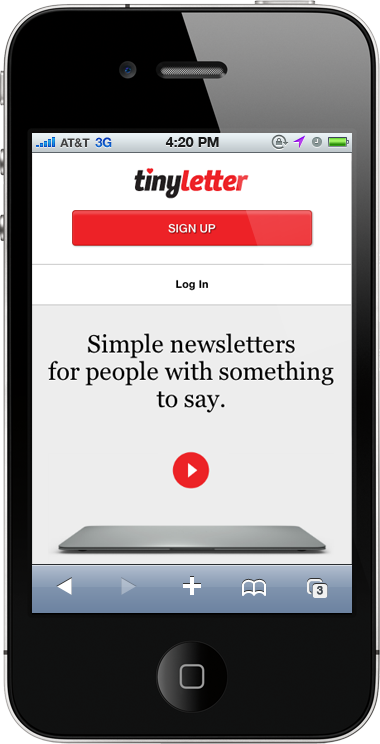 AT&T 3G 4:20 PM
tinyletter
SIGN UP
Log In
Simple newsletters
for people with something
to say.
3